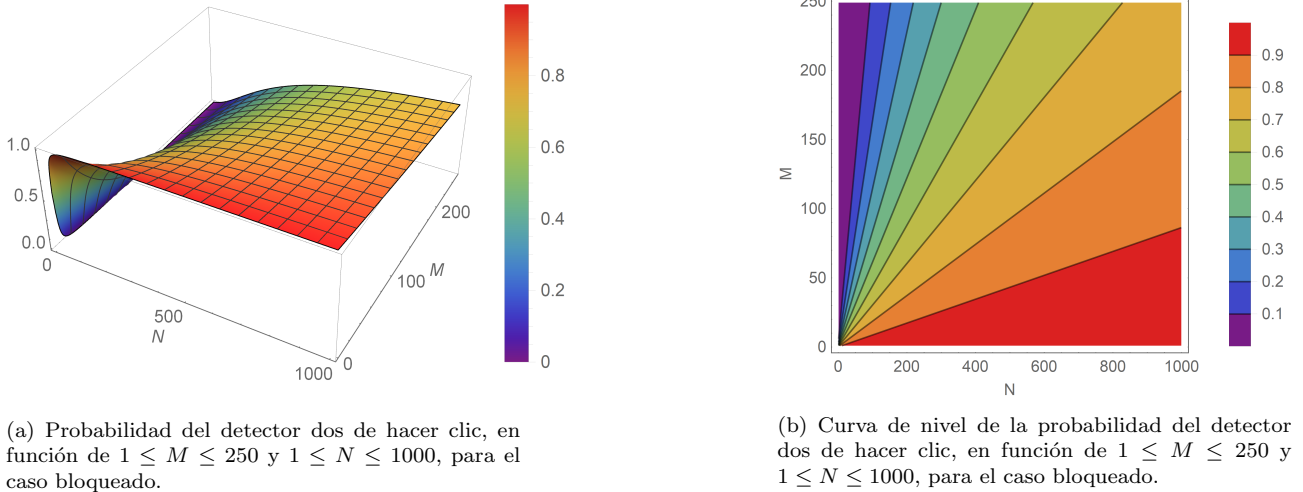 1.0
0.5
0.0
0
500
N
1000
0
100
M
200
0.8
0.6
0.4
0.2
0
250
200
150
M
100
50
0
0 200 400 600 800 1000
N
0.9
0.8
0.7
0.6
0.5
0.4
0.3
0.2
0.1
(a) Probabilidad del detector dos de hacer clic, en
función de 1 ≤ M ≤ 250 y 1 ≤ N ≤ 1000, para el
caso bloqueado.
(b) Curva de nivel de la probabilidad del detector
dos de hacer clic, en función de 1 ≤ M ≤ 250 y
1 ≤ N ≤ 1000, para el caso bloqueado.